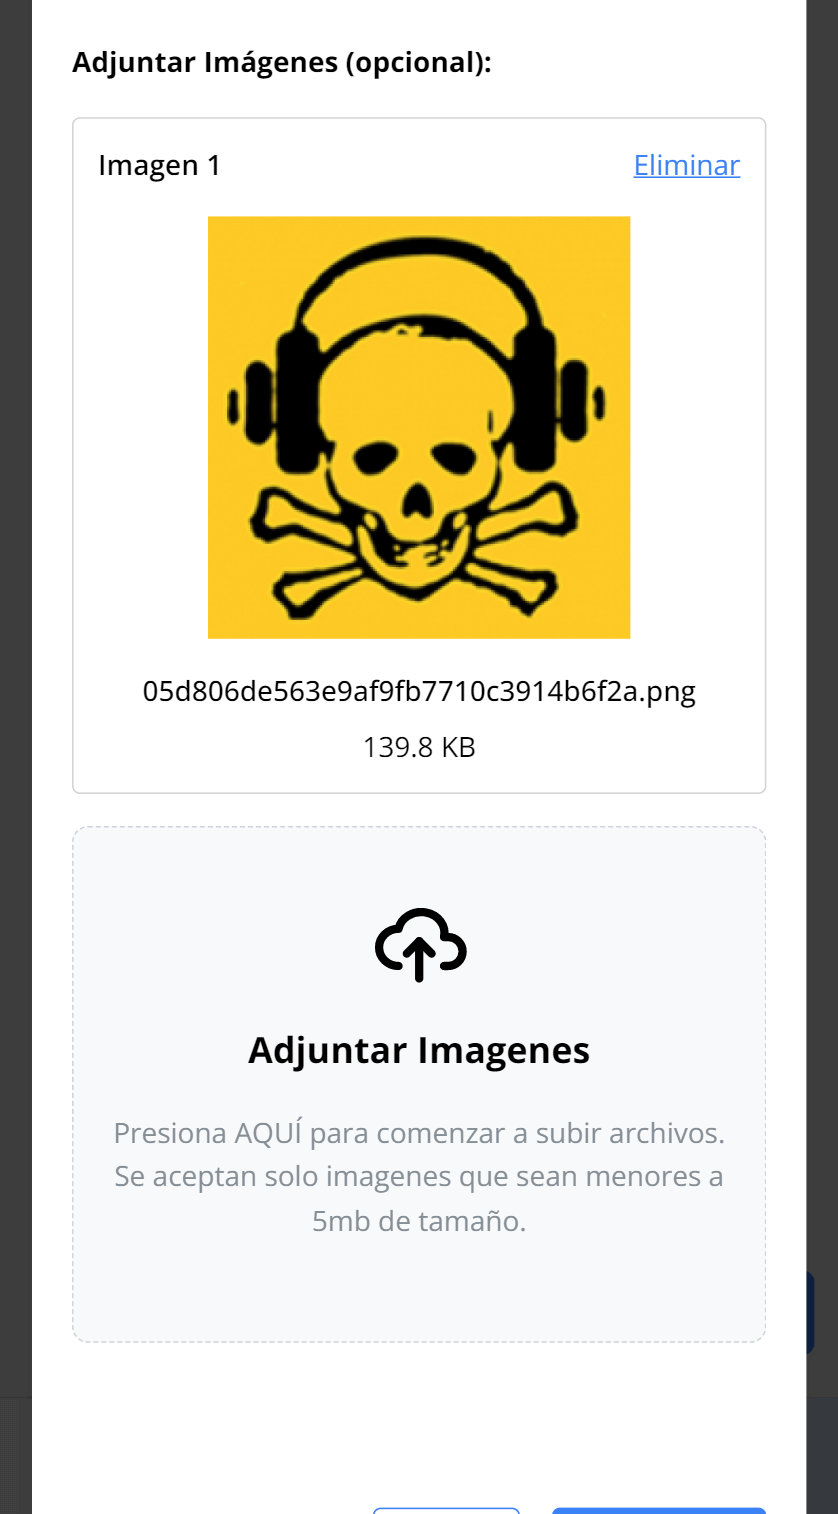 Adjuntar Imágenes (opcional):
Imagen 1
Eliminar
05d806de563e9af9fb7710c3914b6f2a.png
139.8 KB
Adjuntar Imagenes
Presiona AQUÍ para comenzar a subir archivos.
Se aceptan solo imagenes que sean menores a
5mb de tamaño.